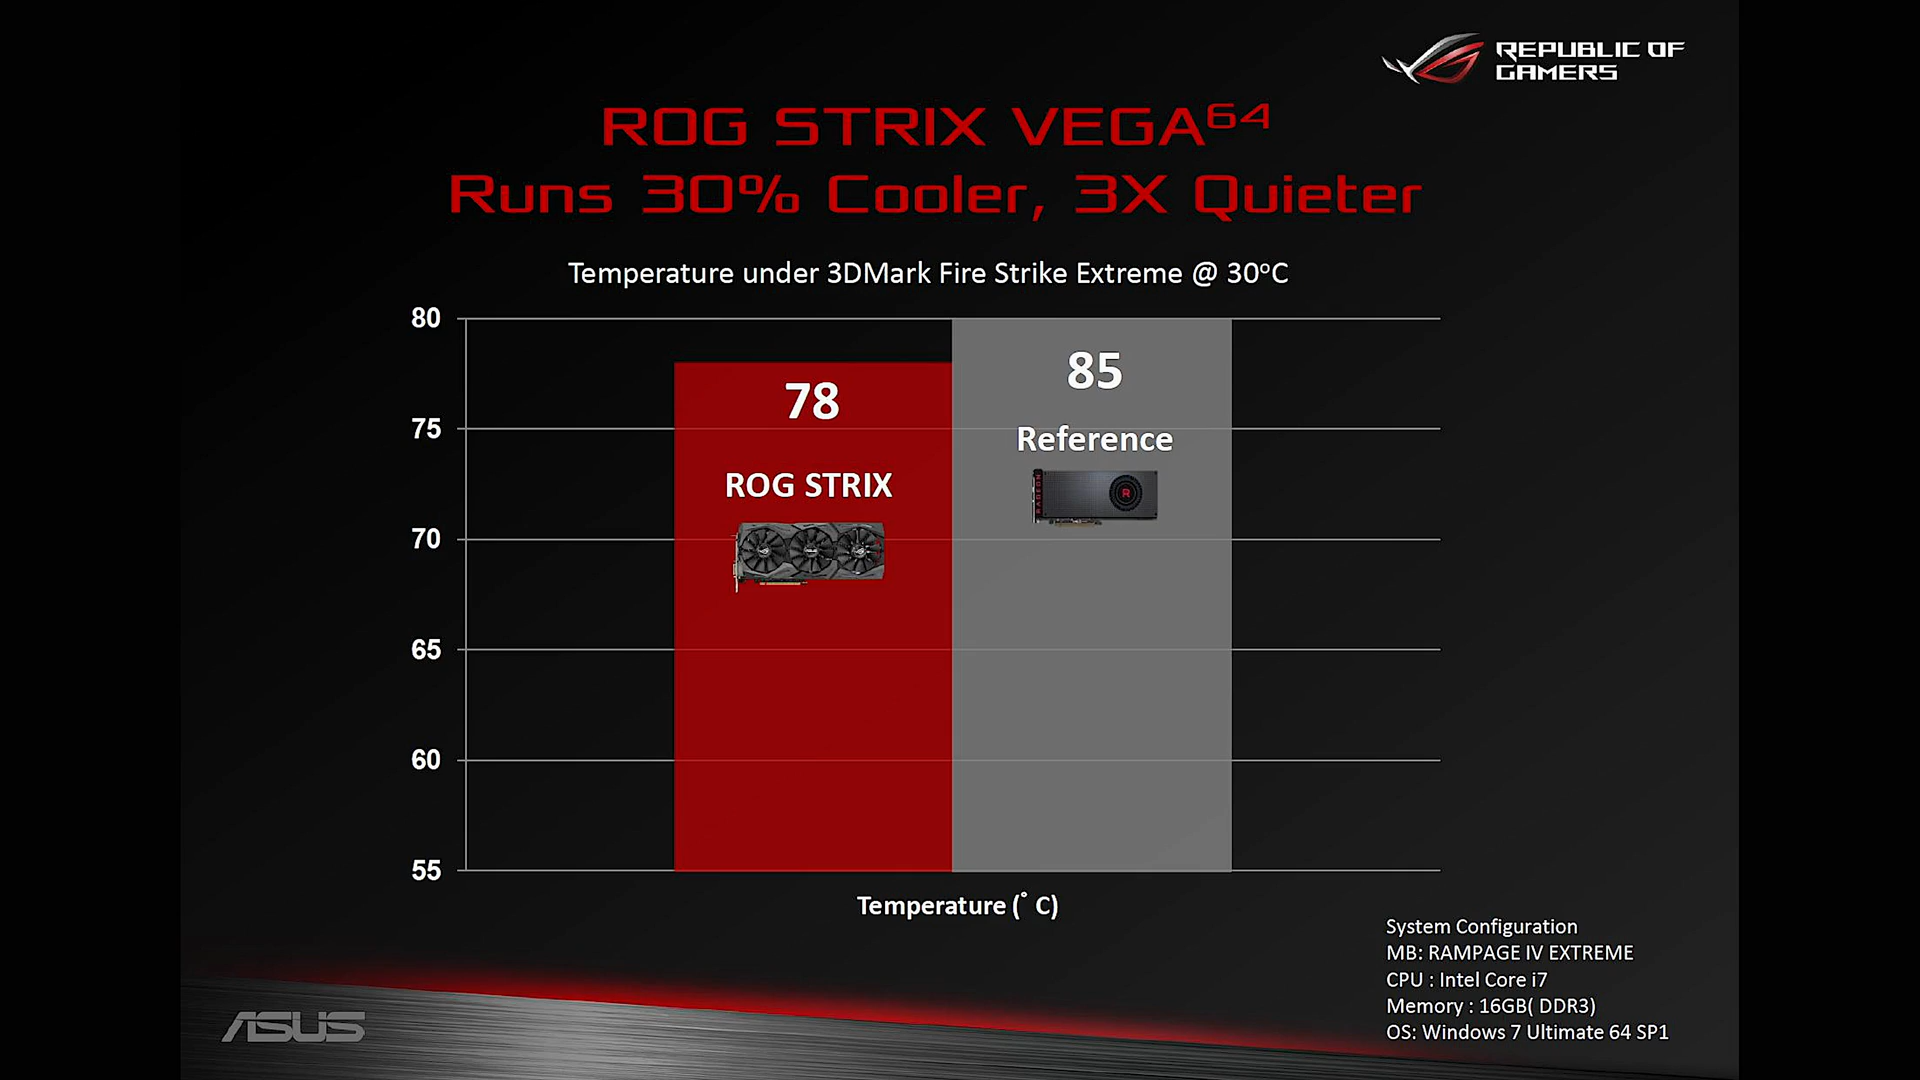 REPUBLIC OF
GAMERS
ROG STRIX VEGA⁶⁴
Runs 30% Cooler, 3X Quieter
Temperature under 3DMark Fire Strike Extreme @ 30°C
80
75
70
65
60
55
78
ROG STRIX
85
Reference
RADEON
R
Temperature (° C)
System Configuration
MB: RAMPAGE IV EXTREME
CPU : Intel Core i7
Memory : 16GB( DDR3)
OS: Windows 7 Ultimate 64 SP1
ASUS